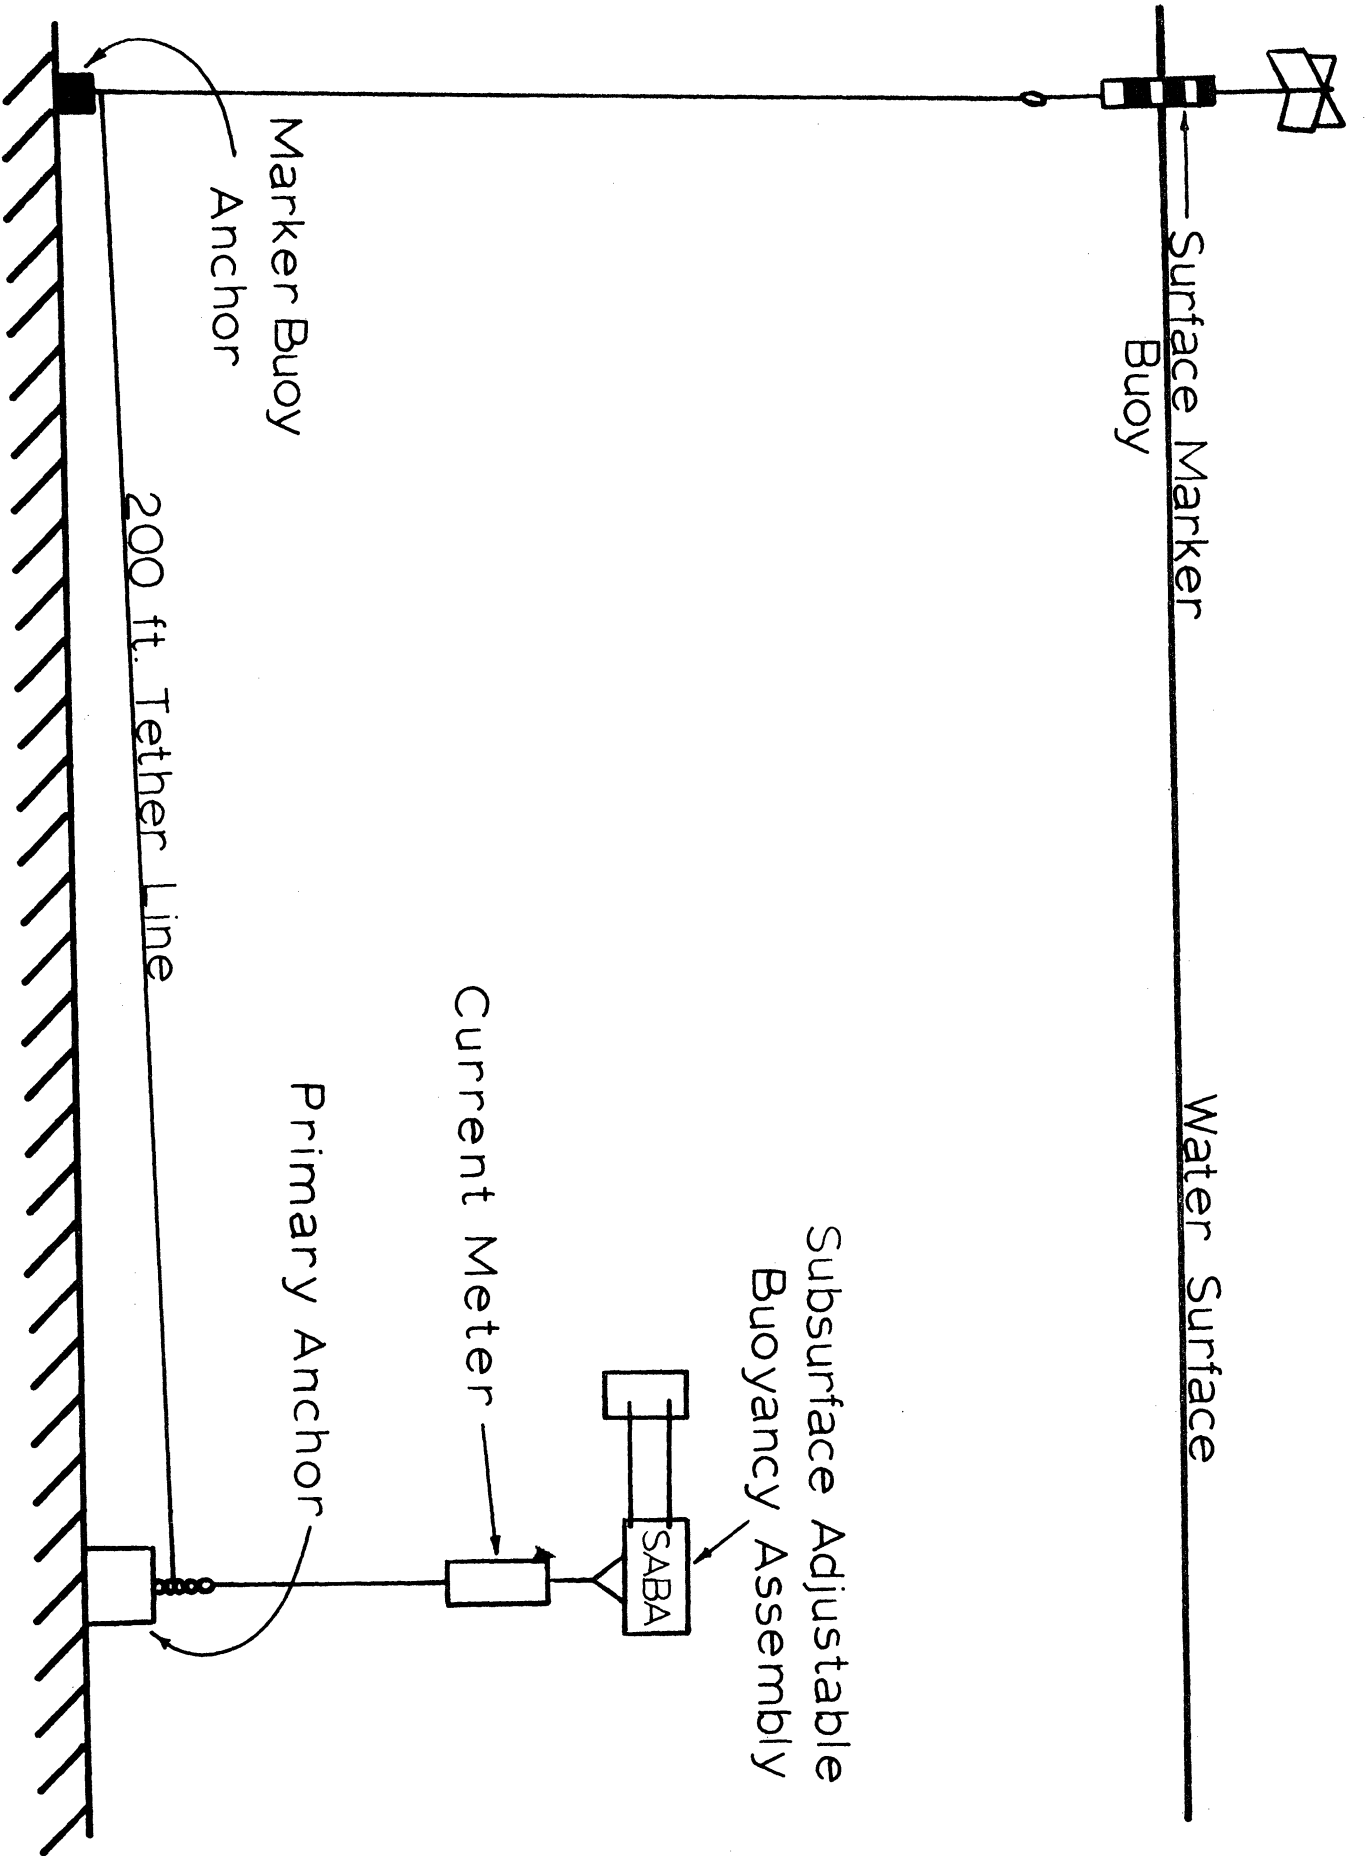 Surface Marker
Buoy
Water Surface
Subsurface Adjustable
Buoyancy Assembly
SABA
Current Meter
Marker Buoy
Anchor
Primary Anchor
200 ft. Tether Line